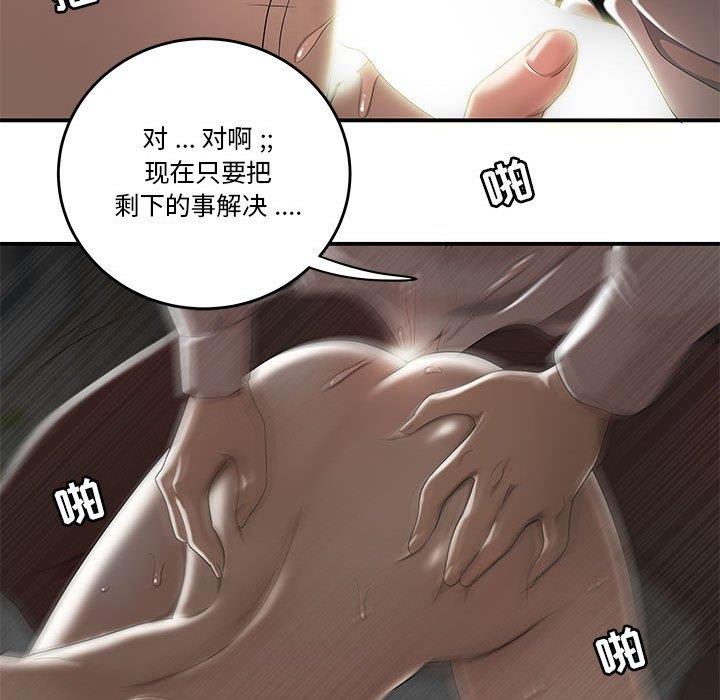 对 ... 对啊 ;;
现在只要把
剩下的事解决 ....
啪
啪
啪